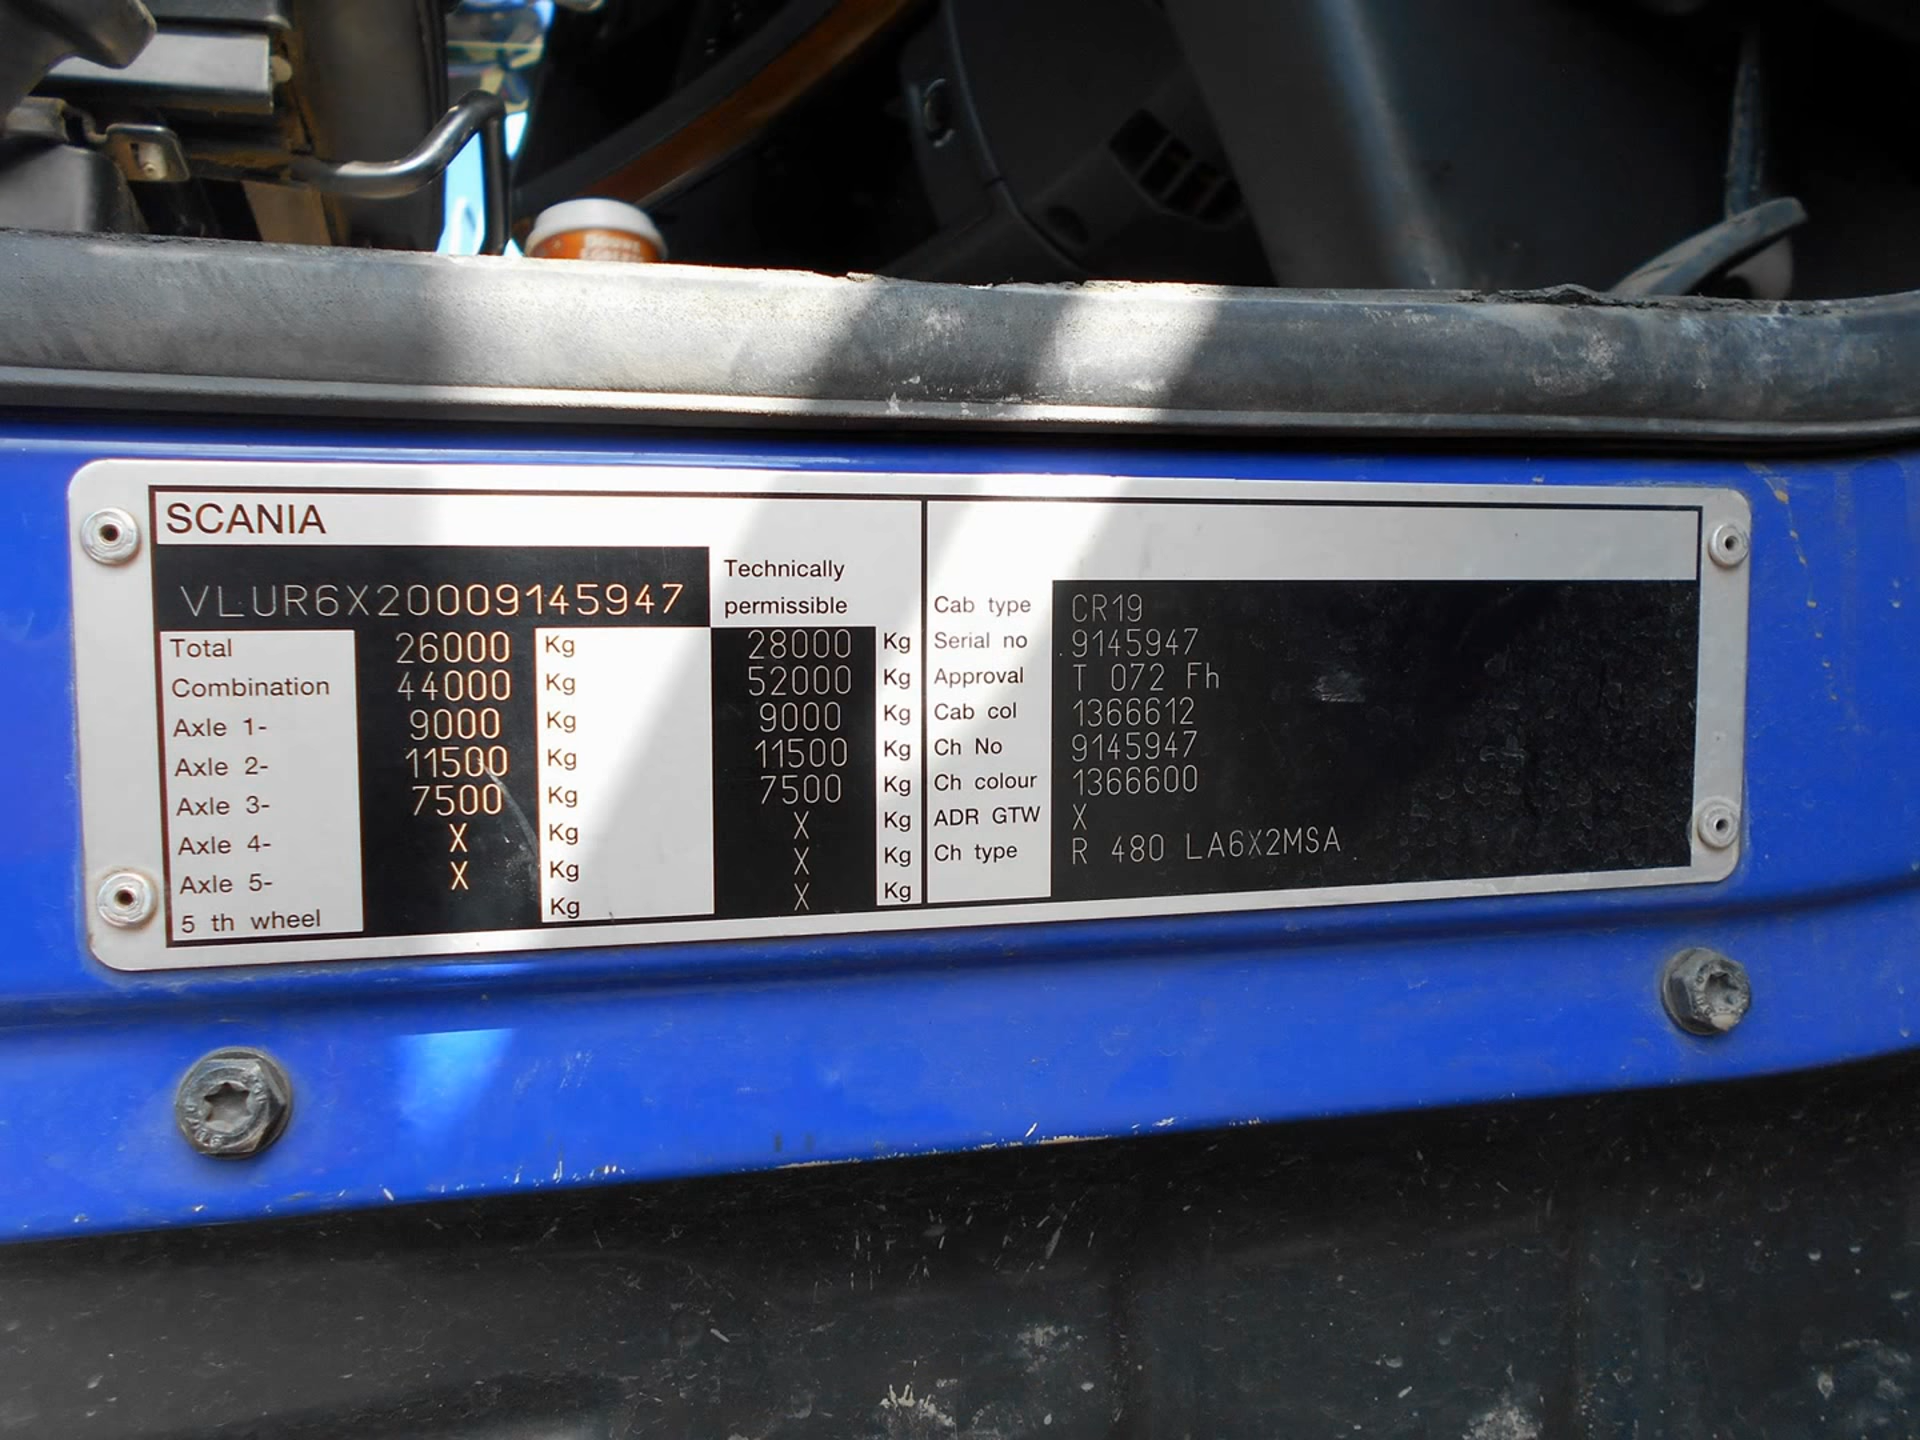 SCANIA
VLUR6X20009145947
Technically
permissible
Total 26000 Kg 28000 Kg
Combination 44000 Kg 52000 Kg
Axle 1- 9000 Kg 9000 Kg
Axle 2- 11500 Kg 11500 Kg
Axle 3- 7500 Kg 7500 Kg
Axle 4- X Kg X Kg
Axle 5- X Kg X Kg
5 th wheel Kg X Kg
Cab type CR19
Serial no 9145947
Approval T 072 Fh
Cab col 1366612
Ch No 9145947
Ch colour 1366600
ADR GTW X
Ch type R 480 LA6X2MSA